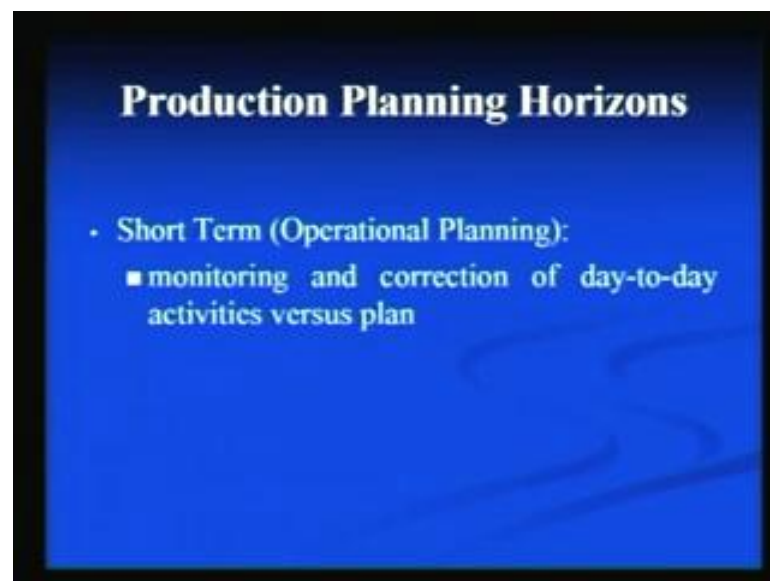 Production Planning Horizons
• Short Term (Operational Planning):
■ monitoring and correction of day-to-day
activities versus plan